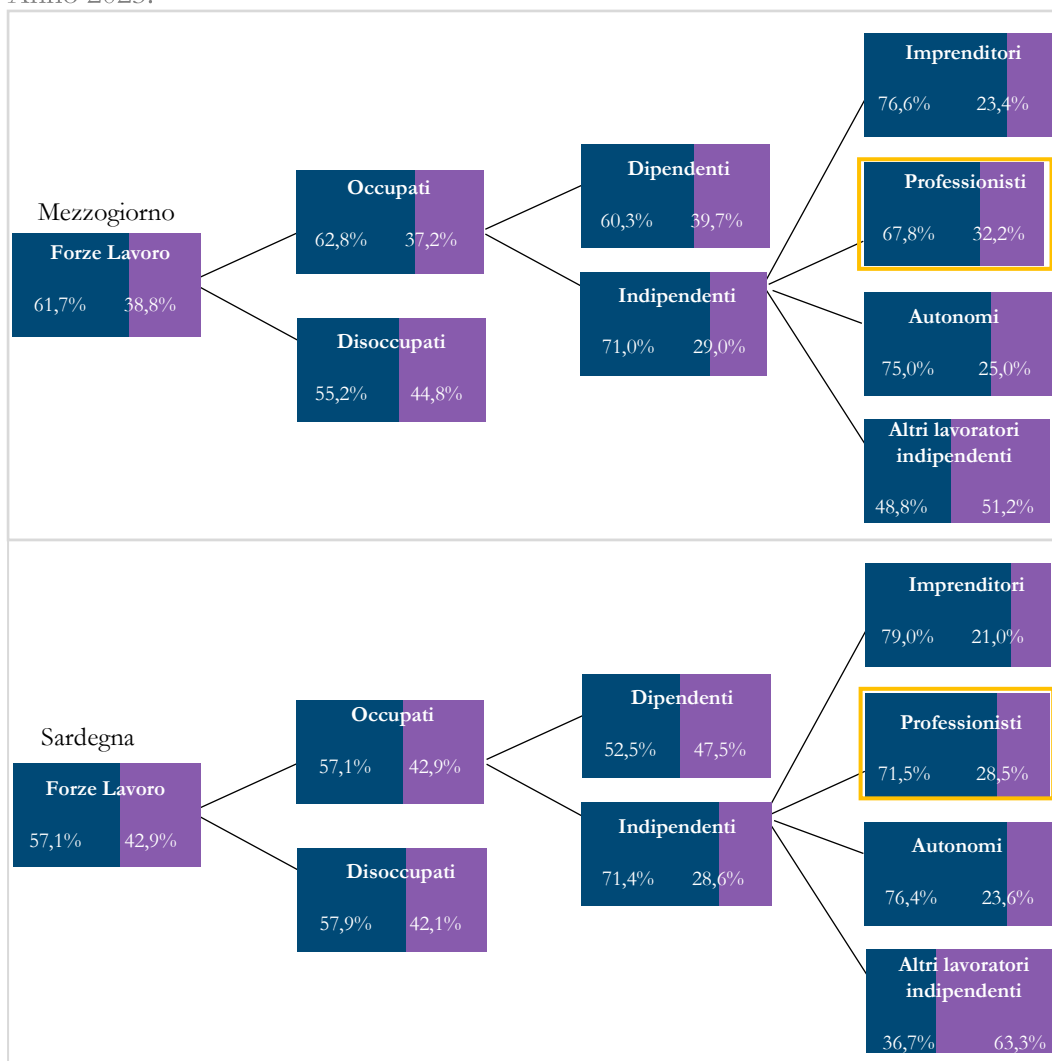 Anno 2023.
Mezzogiorno
Forze Lavoro
61,7% 38,8%
Occupati
62,8% 37,2%
Disoccupati
55,2% 44,8%
Dipendenti
60,3% 39,7%
Indipendenti
71,0% 29,0%
Imprenditori
76,6% 23,4%
Professionisti
67,8% 32,2%
Autonomi
75,0% 25,0%
Altri lavoratori
indipendenti
48,8% 51,2%
Sardegna
Forze Lavoro
57,1% 42,9%
Occupati
57,1% 42,9%
Disoccupati
57,9% 42,1%
Dipendenti
52,5% 47,5%
Indipendenti
71,4% 28,6%
Imprenditori
79,0% 21,0%
Professionisti
71,5% 28,5%
Autonomi
76,4% 23,6%
Altri lavoratori
indipendenti
36,7% 63,3%